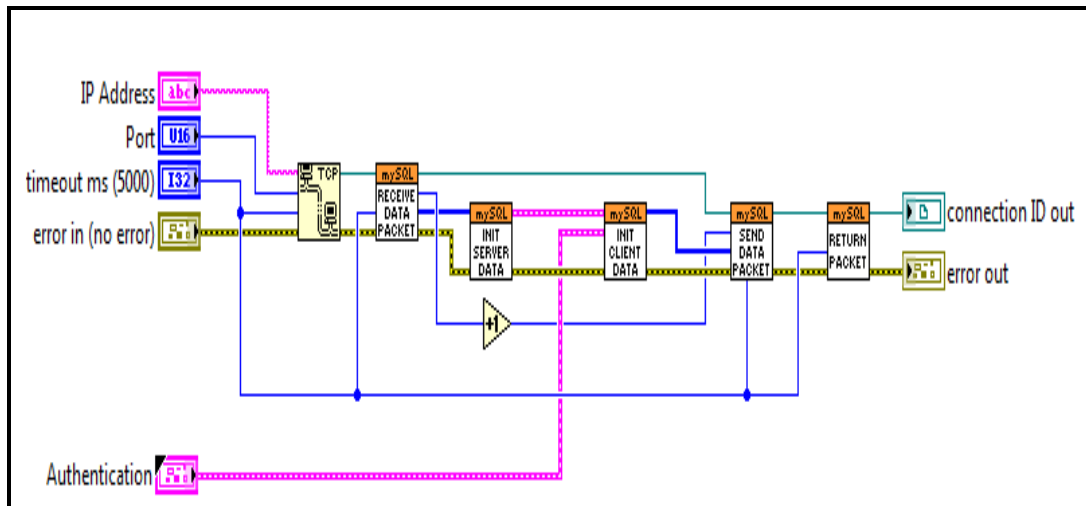 IP Address
abc
Port
U16
timeout ms (5000)
I32
error in (no error)
TCP
mySQL
RECEIVE
DATA
PACKET
mySQL
INIT
SERVER
DATA
mySQL
INIT
CLIENT
DATA
mySQL
SEND
DATA
PACKET
mySQL
RETURN
PACKET
connection ID out
error out
+1
Authentication